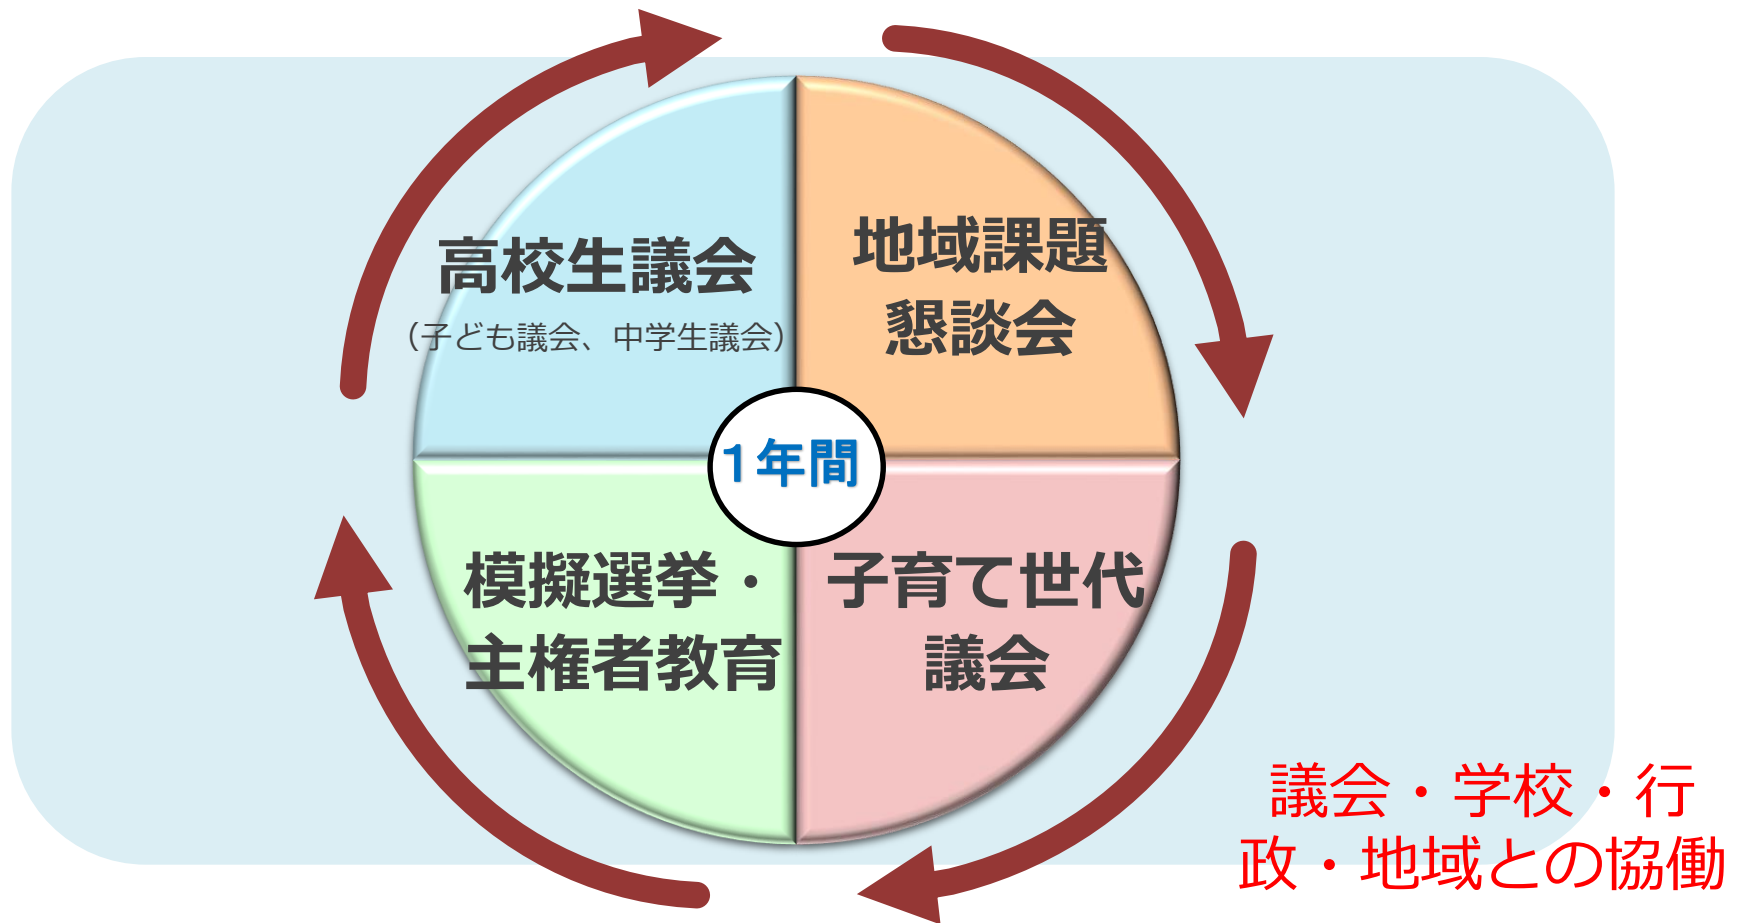 高校生議会
（子ども議会、中学生議会）
地域課題
懇談会
1年間
模擬選挙・
主権者教育
子育て世代
議会
議会・学校・行
政・地域との協働